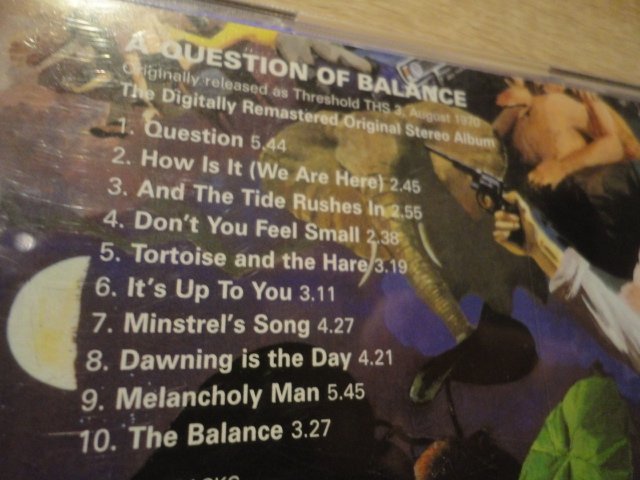 A QUESTION OF BALANCE
Originally released as Threshold THS 3, August 1970
The Digitally Remastered Original Stereo Album
1. Question 5.44
2. How Is It (We Are Here) 2.45
3. And The Tide Rushes In 2.55
4. Don't You Feel Small 2.38
5. Tortoise and the Hare 3.19
6. It's Up To You 3.11
7. Minstrel's Song 4.27
8. Dawning is the Day 4.21
9. Melancholy Man 5.45
10. The Balance 3.27